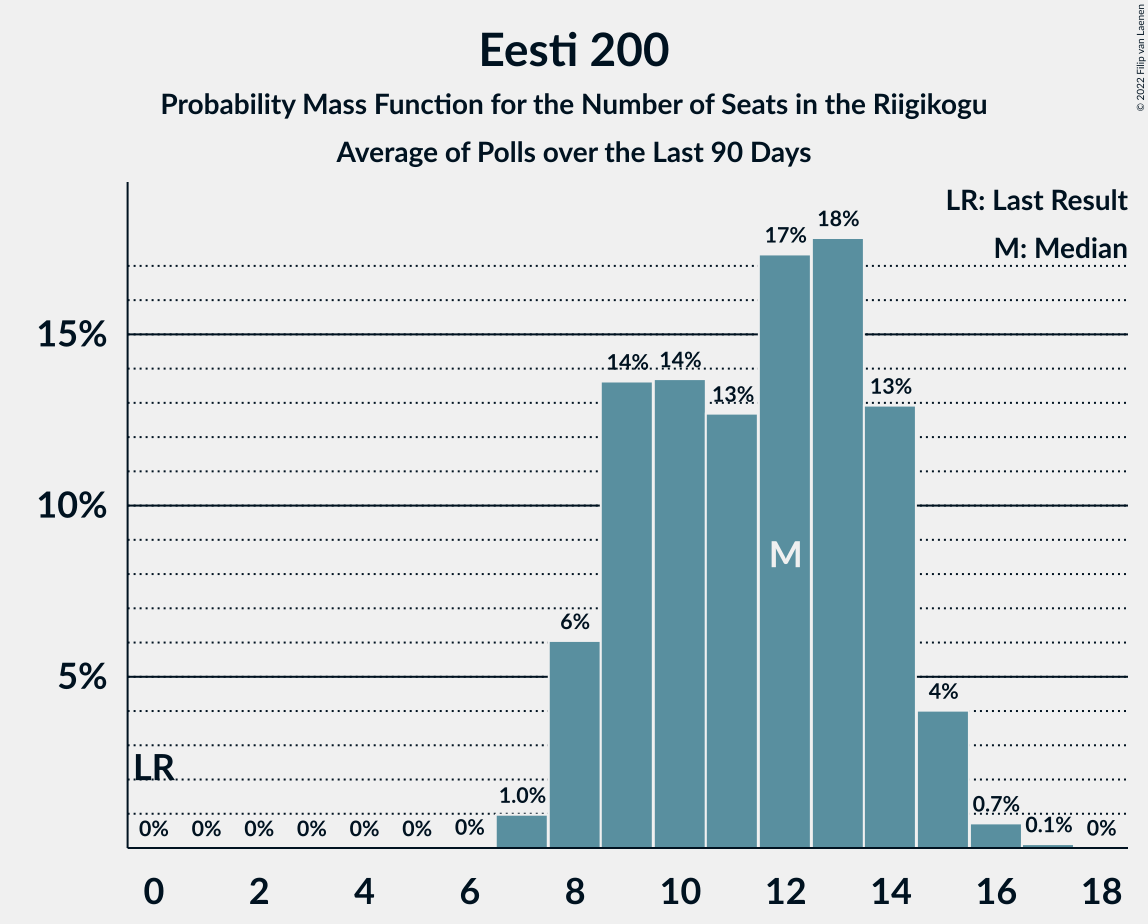 Eesti 200
Probability Mass Function for the Number of Seats in the Riigikogu
Average of Polls over the Last 90 Days
© 2022 Filip van Laenen
LR: Last Result
M: Median
15%
10%
5%
LR
M
0% 0% 0% 0% 0% 0% 0% 1.0% 6% 14% 14% 13% 17% 18% 13% 4% 0.7% 0.1% 0%
0 2 4 6 8 10 12 14 16 18